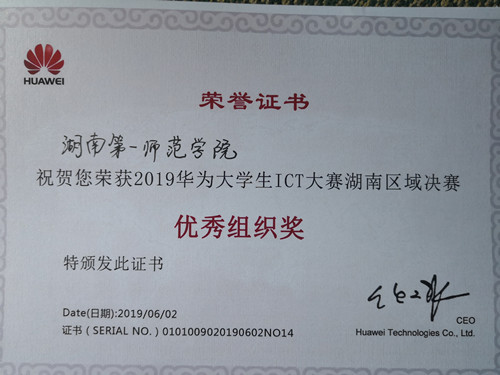 HUAWEI
荣誉证书
湖南第一师范学院
祝贺您荣获2019华为大学生ICT大赛湖南区域决赛
优秀组织奖
特颁发此证书
Date(日期):2019/06/02
证书（SERIAL NO.）0101009020190602NO14
CEO
Huawei Technologies Co., Ltd.